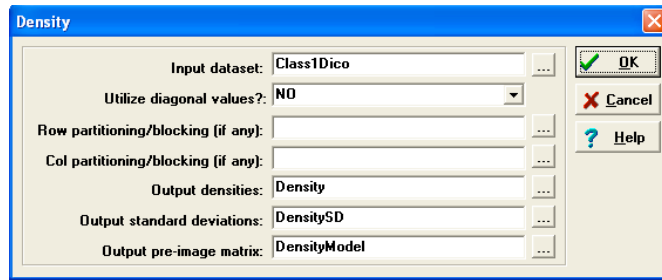 Density
Input dataset: Class1Dico ...
OK
Utilize diagonal values?: NO
Cancel
Row partitioning/blocking (if any): ...
Help
Col partitioning/blocking (if any): ...
Output densities: Density ...
Output standard deviations: DensitySD ...
Output pre-image matrix: DensityModel ...